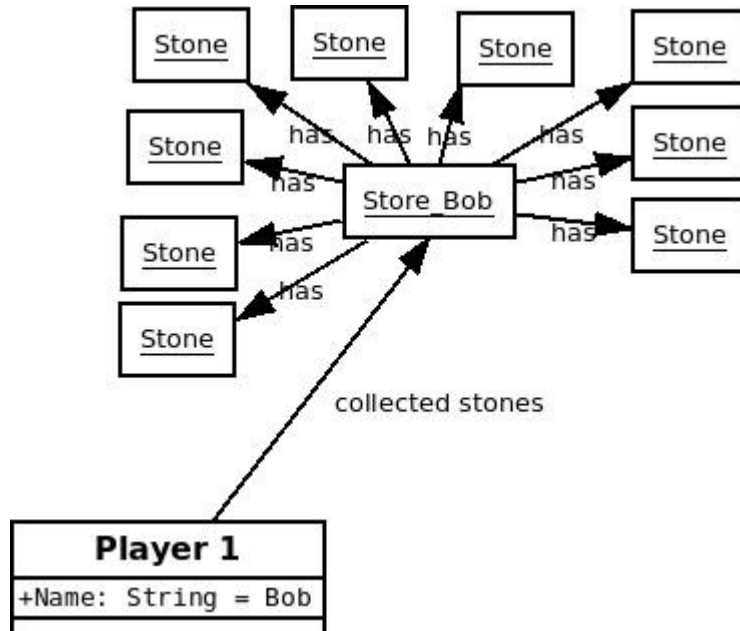 Stone
Stone
Stone
Stone
has
has
has
has
Stone
Stone
has
has
Store_Bob
Stone
Stone
has
has
has
Stone
collected stones
Player 1
+Name: String = Bob